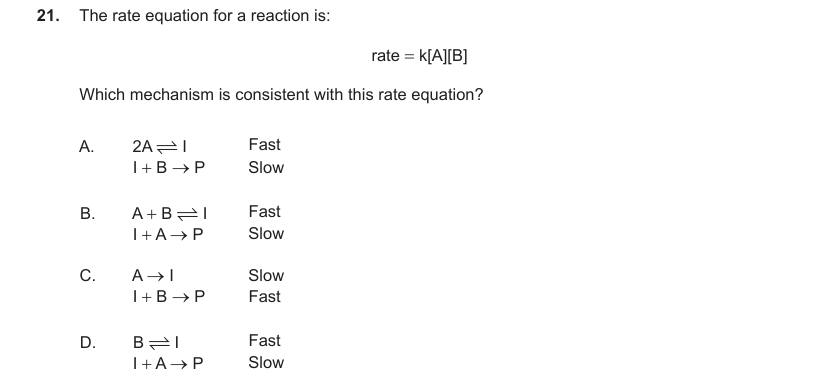 21. The rate equation for a reaction is:
rate = k[A][B]
Which mechanism is consistent with this rate equation?
A. 2A ⇌ I Fast
I + B → P Slow
B. A + B ⇌ I Fast
I + A → P Slow
C. A → I Slow
I + B → P Fast
D. B ⇌ I Fast
I + A → P Slow